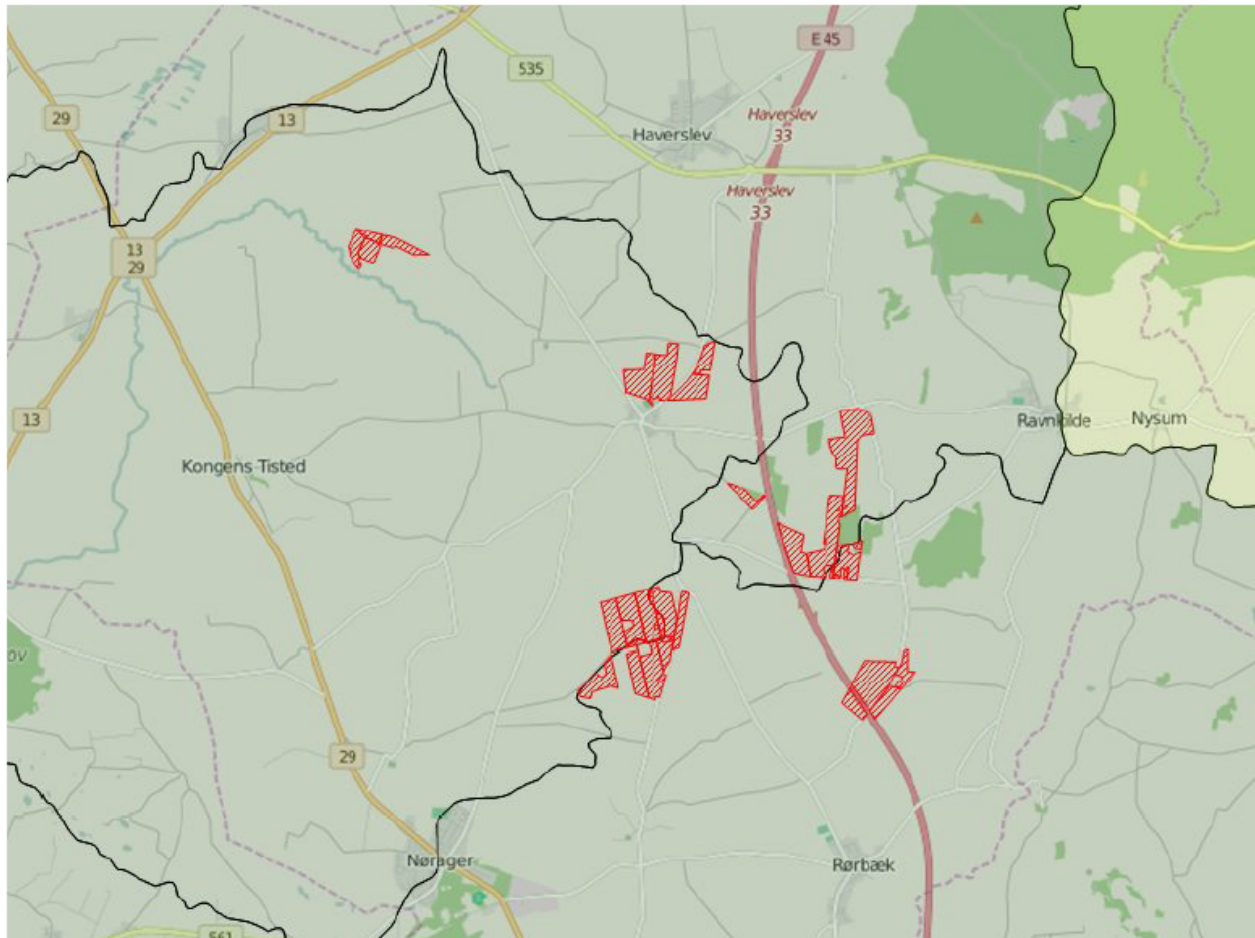 E 45
535
29
13
Haverslev
Haverslev
33
Haverslev
33
13
29
13
Ravnkilde
Nysum
Kongens Tisted
29
Nørager
Rørbæk
561